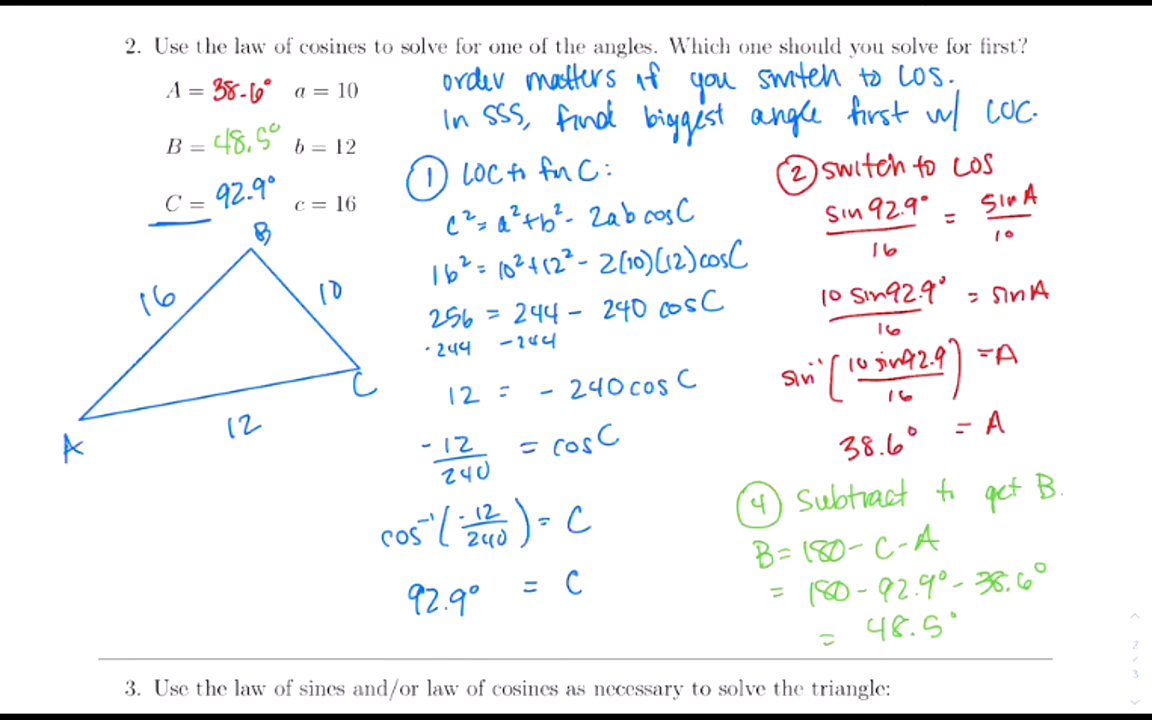 2. Use the law of cosines to solve for one of the angles. Which one should you solve for first?
A = 38.6° a = 10
B = 48.5° b = 12
C = 92.9° c = 16
order matters if you switch to LOS.
In SSS, find biggest angle first w/ LOC.
B
16
10
C
12
A
① LOC to fn C:
c² = a² + b² - 2ab cos C
16² = 10² + 12² - 2(10)(12) cos C
256 = 244 - 240 cos C
-244 -244
12 = - 240 cos C
-12/240 = cos C
cos⁻¹(-12/240) = C
92.9° = C
② switch to LOS
sin 92.9°/16 = sin A/10
10 sin 92.9°/16 = sin A
sin⁻¹(10 sin 92.9/16) = A
38.6° = A
④ Subtract to get B.
B = 180 - C - A
= 180 - 92.9° - 38.6°
= 48.5°
2
/
3
3. Use the law of sines and/or law of cosines as necessary to solve the triangle: